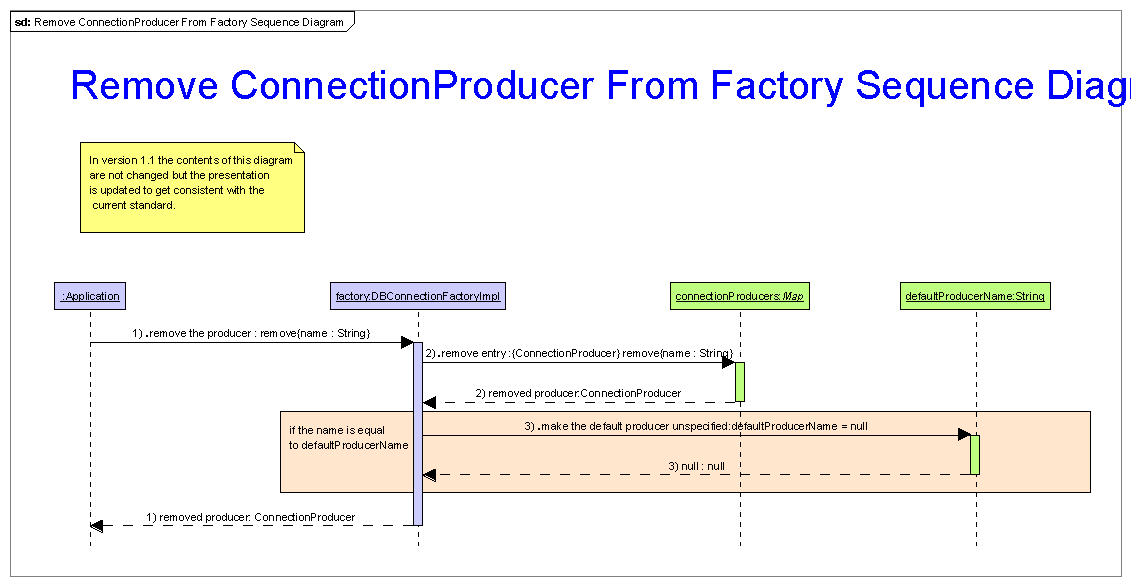 sd: Remove ConnectionProducer From Factory Sequence Diagram
Remove ConnectionProducer From Factory Sequence Diag
In version 1.1 the contents of this diagram
are not changed but the presentation
is updated to get consistent with the
current standard.
:Application
factory:DBConnectionFactoryImpl
connectionProducers:Map
defaultProducerName:String
1) .remove the producer : remove{name : String}
2) .remove entry :{ConnectionProducer} remove{name : String}
2) removed producer:ConnectionProducer
if the name is equal
to defaultProducerName
3) .make the default producer unspecified:defaultProducerName = null
3) null : null
1) removed producer: ConnectionProducer